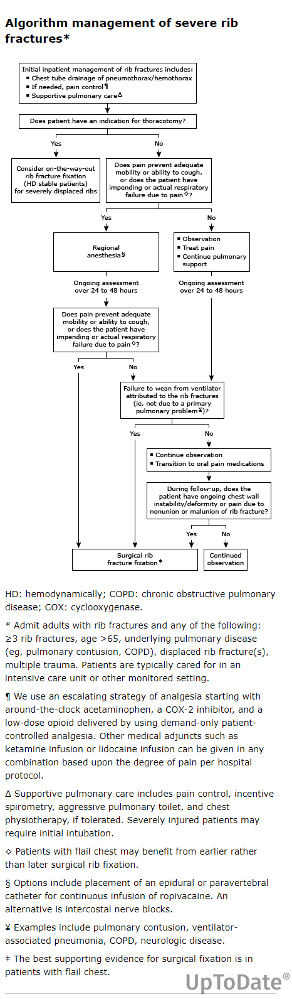 Algorithm management of severe rib
fractures*
Initial inpatient management of rib fractures includes:
▪ Chest tube drainage of pneumothorax/hemothorax
▪ If needed, pain control¶
▪ Supportive pulmonary careΔ
Does patient have an indication for thoracotomy?
Yes
No
Consider on-the-way-out
rib fracture fixation
(HD stable patients)
for severely displaced ribs
Does pain prevent adequate
mobility or ability to cough,
or does the patient have
impending or actual respiratory
failure due to pain◇?
Yes
No
Regional
anesthesia§
▪ Observation
▪ Treat pain
▪ Continue pulmonary
support
Ongoing assessment
over 24 to 48 hours
Ongoing assessment
over 24 to 48 hours
Does pain prevent adequate
mobility or ability to cough,
or does the patient have
impending or actual respiratory
failure due to pain◇?
Yes
No
Failure to wean from ventilator
attributed to the rib fractures
(ie, not due to a primary
pulmonary problem¥)?
Yes
No
▪ Continue observation
▪ Transition to oral pain medications
During follow-up, does the
patient have ongoing chest wall
instability/deformity or pain due to
nonunion or malunion of rib fracture?
Yes
No
Surgical rib
fracture fixation‡
Continued
observation
HD: hemodynamically; COPD: chronic obstructive pulmonary
disease; COX: cyclooxygenase.
* Admit adults with rib fractures and any of the following:
≥3 rib fractures, age >65, underlying pulmonary disease
(eg, pulmonary contusion, COPD), displaced rib fracture(s),
multiple trauma. Patients are typically cared for in an
intensive care unit or other monitored setting.
¶ We use an escalating strategy of analgesia starting with
around-the-clock acetaminophen, a COX-2 inhibitor, and a
low-dose opioid delivered by using demand-only patient-
controlled analgesia. Other medical adjuncts such as
ketamine infusion or lidocaine infusion can be given in any
combination based upon the degree of pain per hospital
protocol.
Δ Supportive pulmonary care includes pain control, incentive
spirometry, aggressive pulmonary toilet, and chest
physiotherapy, if tolerated. Severely injured patients may
require initial intubation.
◇ Patients with flail chest may benefit from earlier rather
than later surgical rib fixation.
§ Options include placement of an epidural or paravertebral
catheter for continuous infusion of ropivacaine. An
alternative is intercostal nerve blocks.
¥ Examples include pulmonary contusion, ventilator-
associated pneumonia, COPD, neurologic disease.
‡ The best supporting evidence for surgical fixation is in
patients with flail chest.
UpToDate®